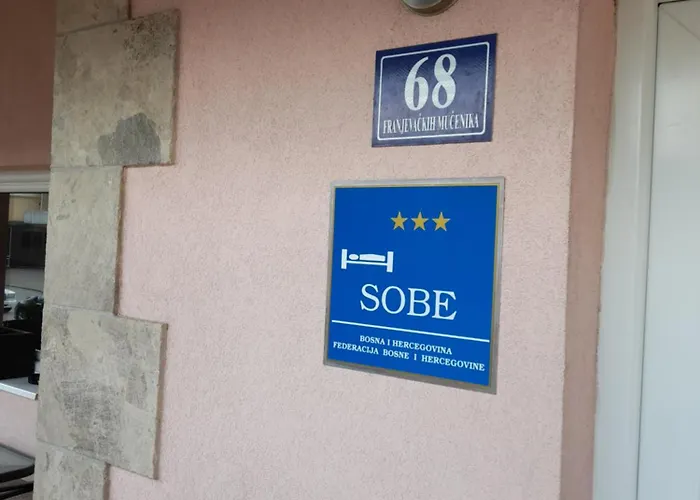 68
FRANJEVAČKIH MUČENIKA
SOBE
BOSNA I HERCEGOVINA
FEDERACIJA BOSNE I HERCEGOVINE